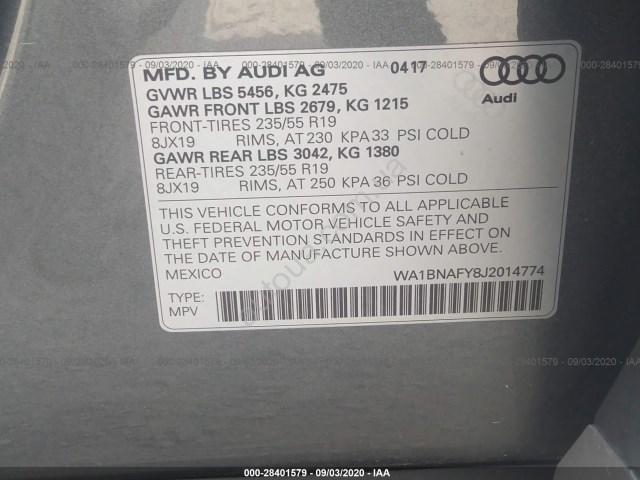 000-28401579 - 09/03/2020 - IAA
MFD. BY AUDI AG 0417
GVWR LBS 5456, KG 2475
GAWR FRONT LBS 2679, KG 1215
FRONT-TIRES 235/55 R19
8JX19 RIMS, AT 230 KPA 33 PSI COLD
GAWR REAR LBS 3042, KG 1380
REAR-TIRES 235/55 R19
8JX19 RIMS, AT 250 KPA 36 PSI COLD
Audi
THIS VEHICLE CONFORMS TO ALL APPLICABLE
U.S. FEDERAL MOTOR VEHICLE SAFETY AND
THEFT PREVENTION STANDARDS IN EFFECT ON
THE DATE OF MANUFACTURE SHOWN ABOVE.
MEXICO WA1BNAFY8J2014774
TYPE:
MPV
000-28401579 - 09/03/2020 - IAA